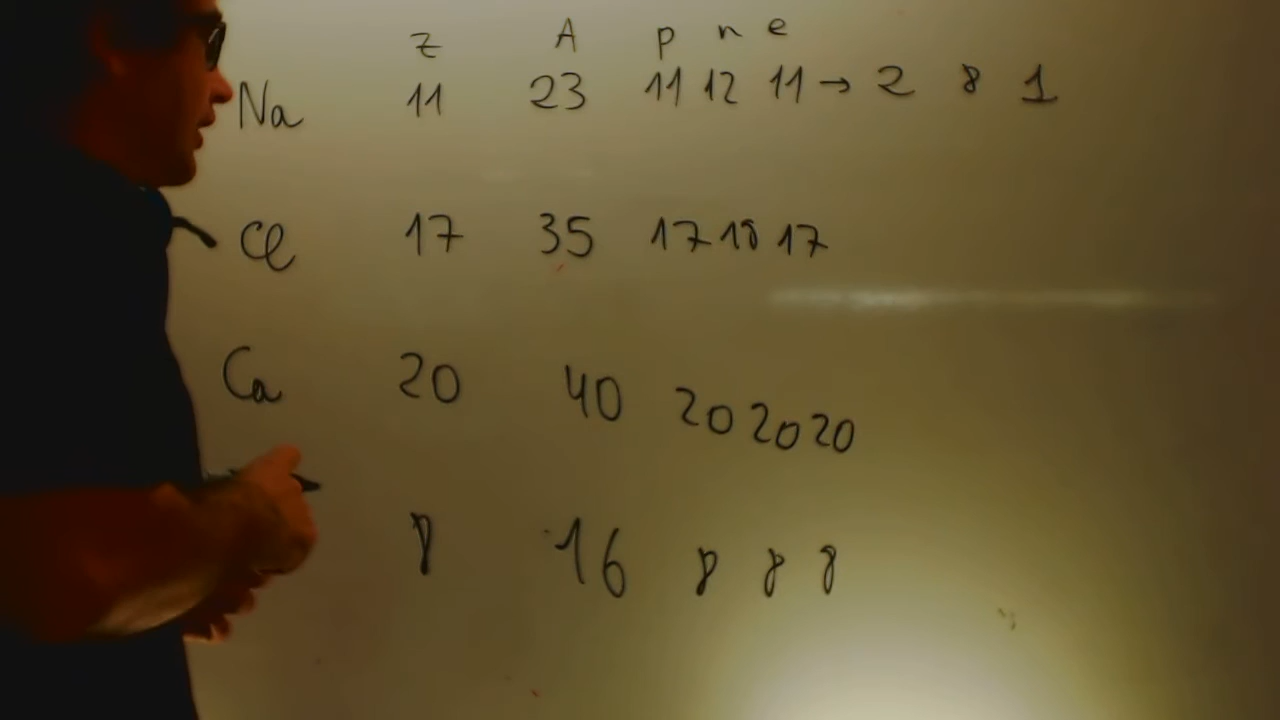 z A p n e
Na 11 23 11 12 11 → 2 8 1
Cl 17 35 17 18 17
Ca 20 40 20 20 20
8 16 8 8 8